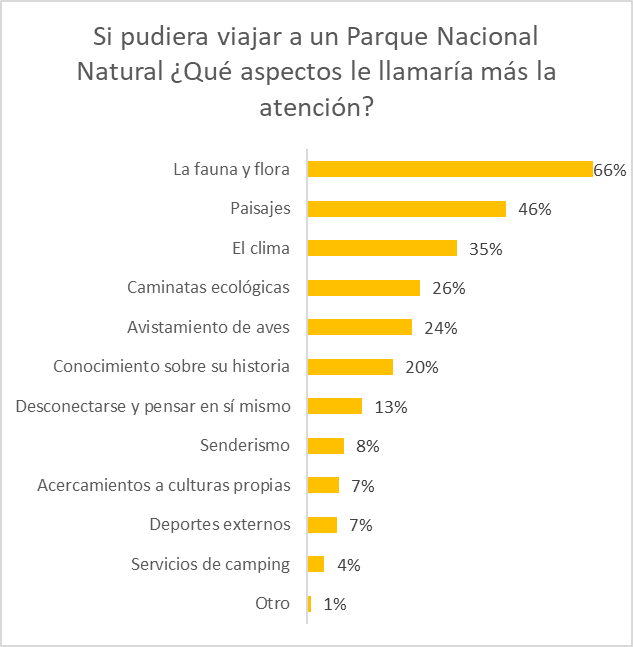 Si pudiera viajar a un Parque Nacional
Natural ¿Qué aspectos le llamaría más la
atención?
La fauna y flora 66%
Paisajes 46%
El clima 35%
Caminatas ecológicas 26%
Avistamiento de aves 24%
Conocimiento sobre su historia 20%
Desconectarse y pensar en sí mismo 13%
Senderismo 8%
Acercamientos a culturas propias 7%
Deportes externos 7%
Servicios de camping 4%
Otro 1%